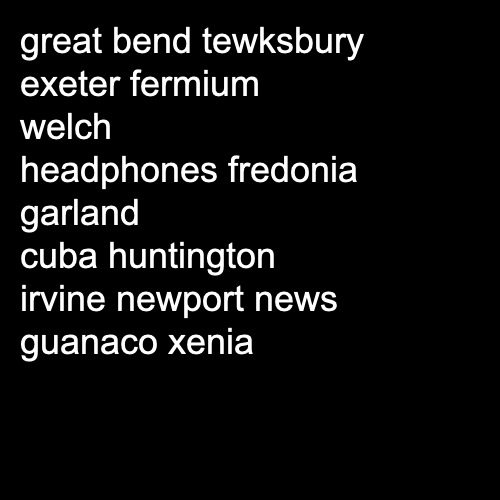 great bend tewksbury
exeter fermium
welch
headphones fredonia
garland
cuba huntington
irvine newport news
guanaco xenia